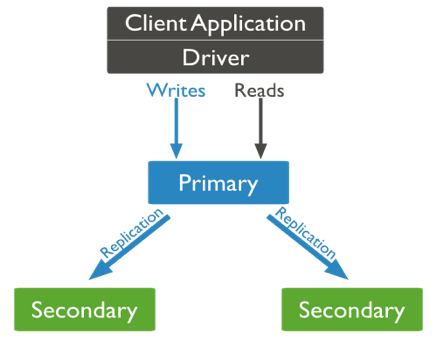 Client Application
Driver
Writes
Reads
Primary
Replication
Replication
Secondary
Secondary